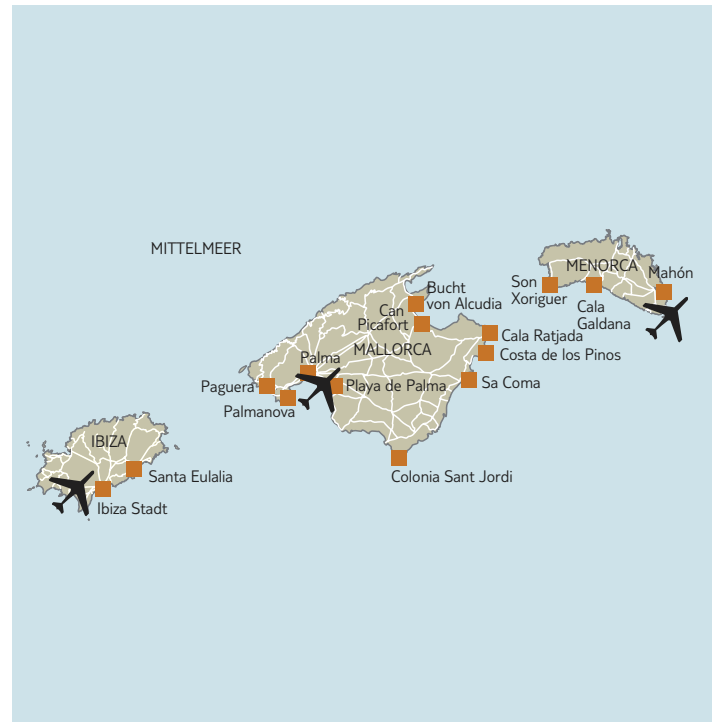 MITTELMEER
MENORCA
Mahón
Son
Xoriguer
Cala
Galdana
Bucht
von Alcudia
Can
Picafort
Cala Ratjada
MALLORCA
Costa de los Pinos
Palma
Sa Coma
Paguera
Playa de Palma
Palmanova
IBIZA
Santa Eulalia
Colonia Sant Jordi
Ibiza Stadt